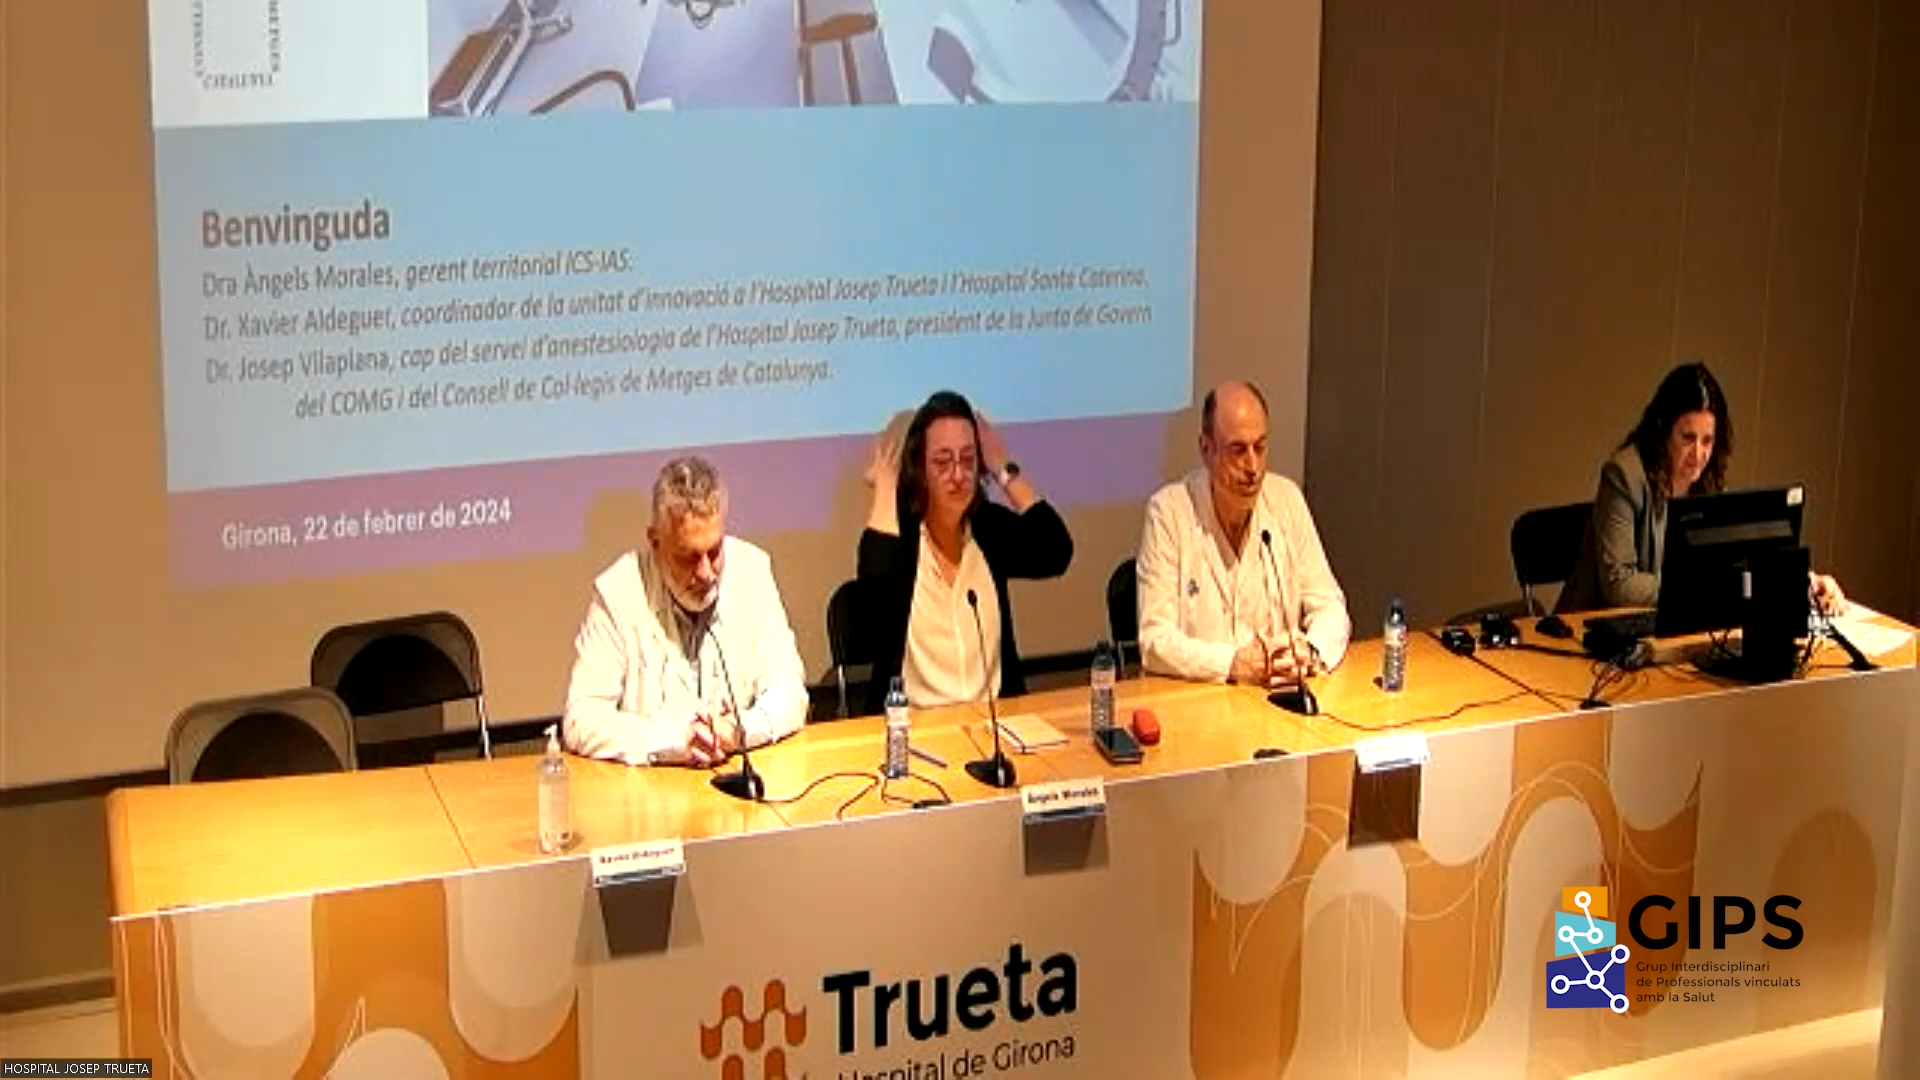 CATALUNYA
Benvinguda
Dra Àngels Morales, gerent territorial ICS-IAS.
Dr. Xavier Aldeguer, coordinador de la unitat d'innovació a l'Hospital Josep Trueta i l'Hospital Santa Caterina.
Dr. Josep Vilaplana, cap del servei d'anestesiologia de l'Hospital Josep Trueta, president de la Junta de Govern
del COMG i del Consell de Col·legis de Metges de Catalunya.
Girona, 22 de febrer de 2024
Xavier Aldeguer
Àngels Morales
Trueta
Hospital de Girona
GIPS
Grup Interdisciplinari
de Professionals vinculats
amb la Salut
HOSPITAL JOSEP TRUETA